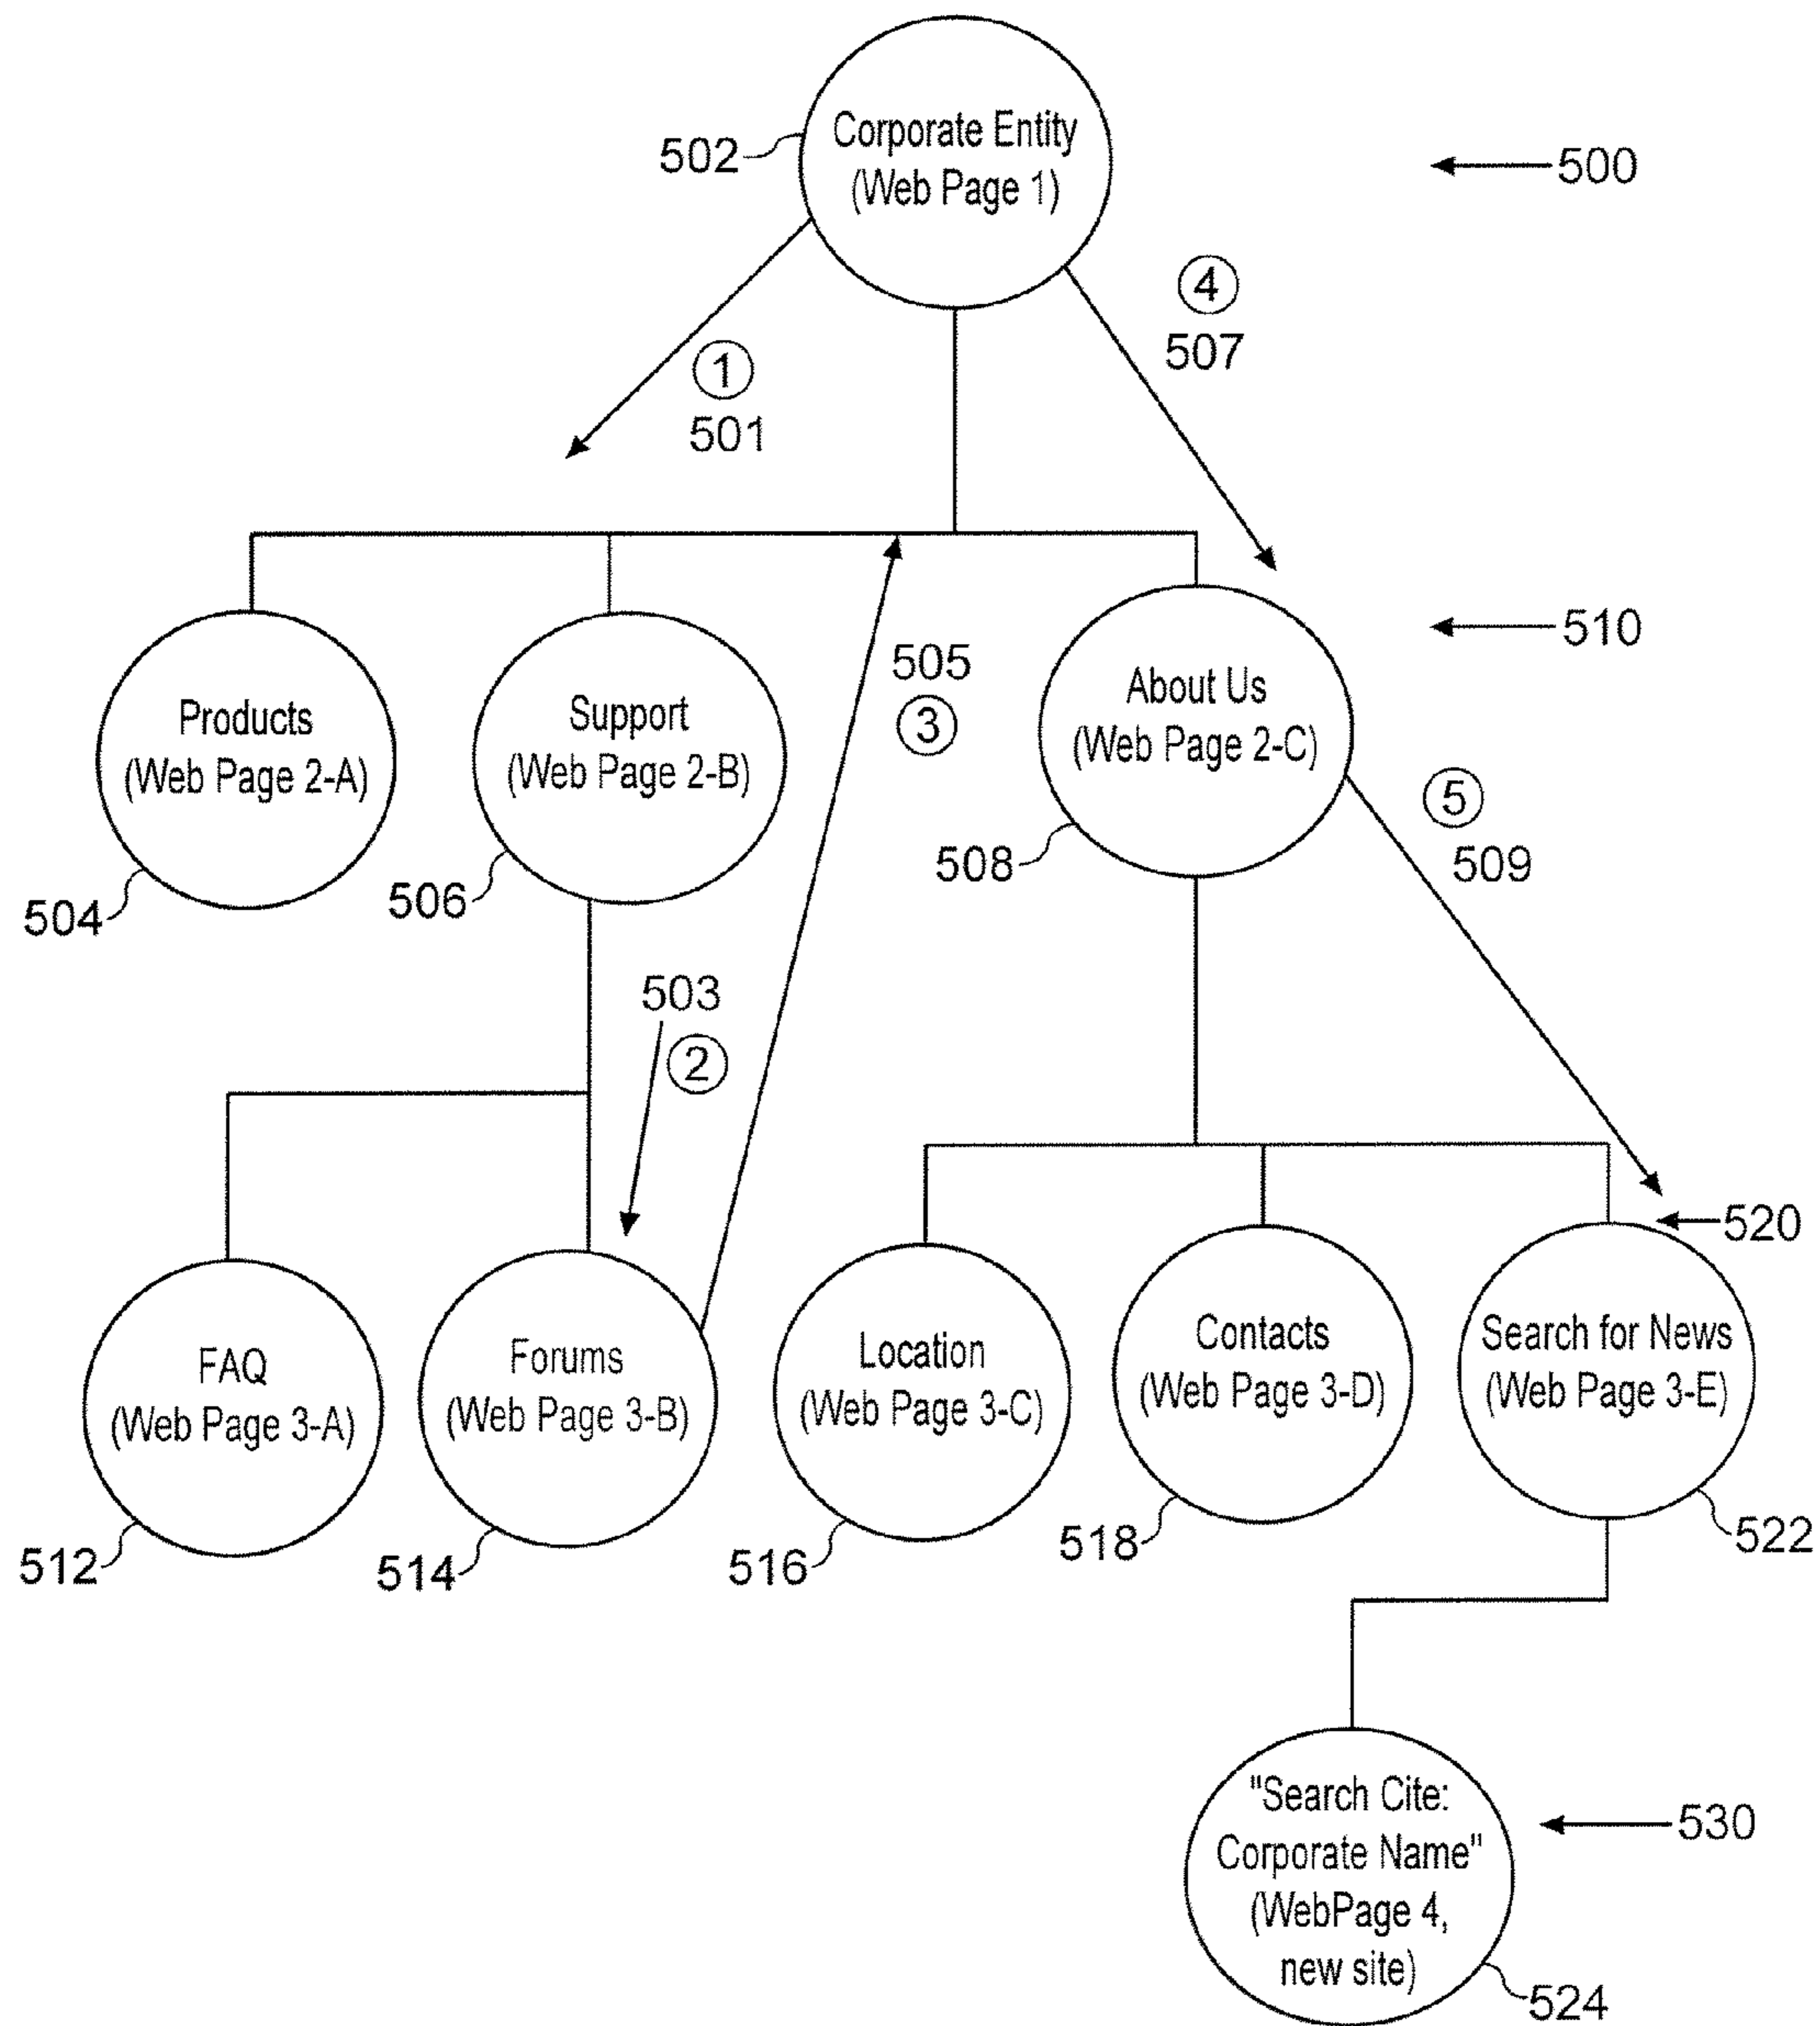 Corporate Entity
(Web Page 1)
502
500
4
507
1
501
510
505
3
Products
(Web Page 2-A)
Support
(Web Page 2-B)
About Us
(Web Page 2-C)
5
509
504
506
508
503
2
520
FAQ
(Web Page 3-A)
Forums
(Web Page 3-B)
Location
(Web Page 3-C)
Contacts
(Web Page 3-D)
Search for News
(Web Page 3-E)
512
514
516
518
522
"Search Cite:
Corporate Name"
(WebPage 4,
new site)
530
524